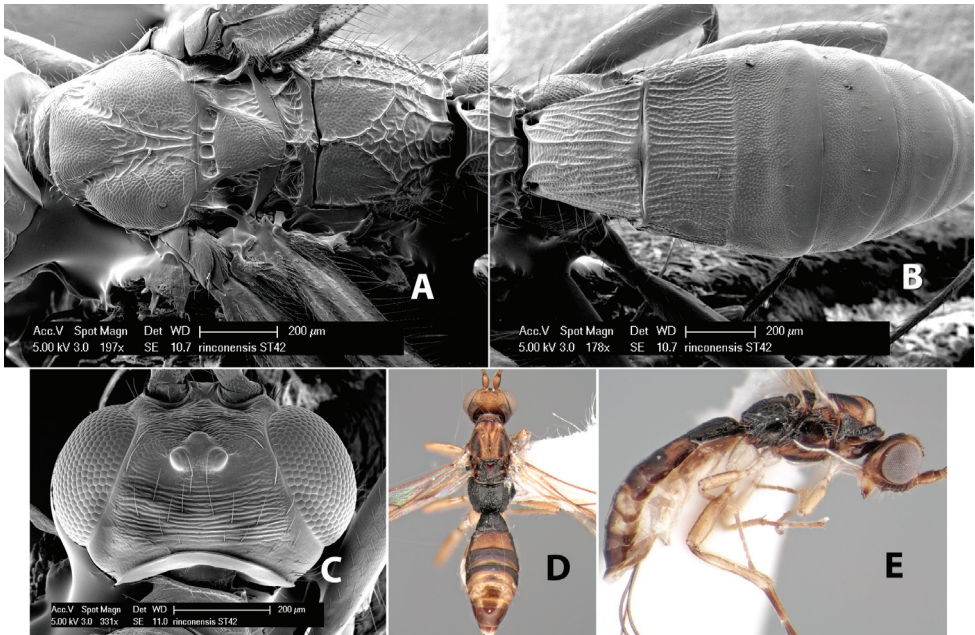 A
Acc.V Spot Magn Det WD 200 µm
5.00 kV 3.0 197x SE 10.7 rinconensis ST42
B
Acc.V Spot Magn Det WD 200 µm
5.00 kV 3.0 178x SE 10.7 rinconensis ST42
C
Acc.V Spot Magn Det WD 200 µm
5.00 kV 3.0 331x SE 11.0 rinconensis ST42
D
E